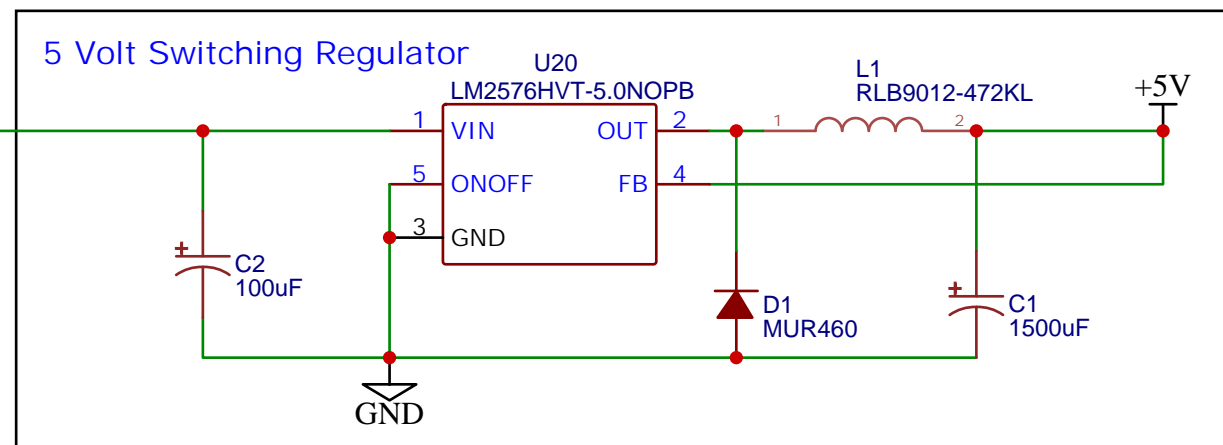 5 Volt Switching Regulator
U20
LM2576HVT-5.0NOPB
L1
RLB9012-472KL
+5V
1 VIN OUT 2 1 2
5 ONOFF FB 4
3 GND
+
C2
100uF
D1
MUR460
+
C1
1500uF
GND